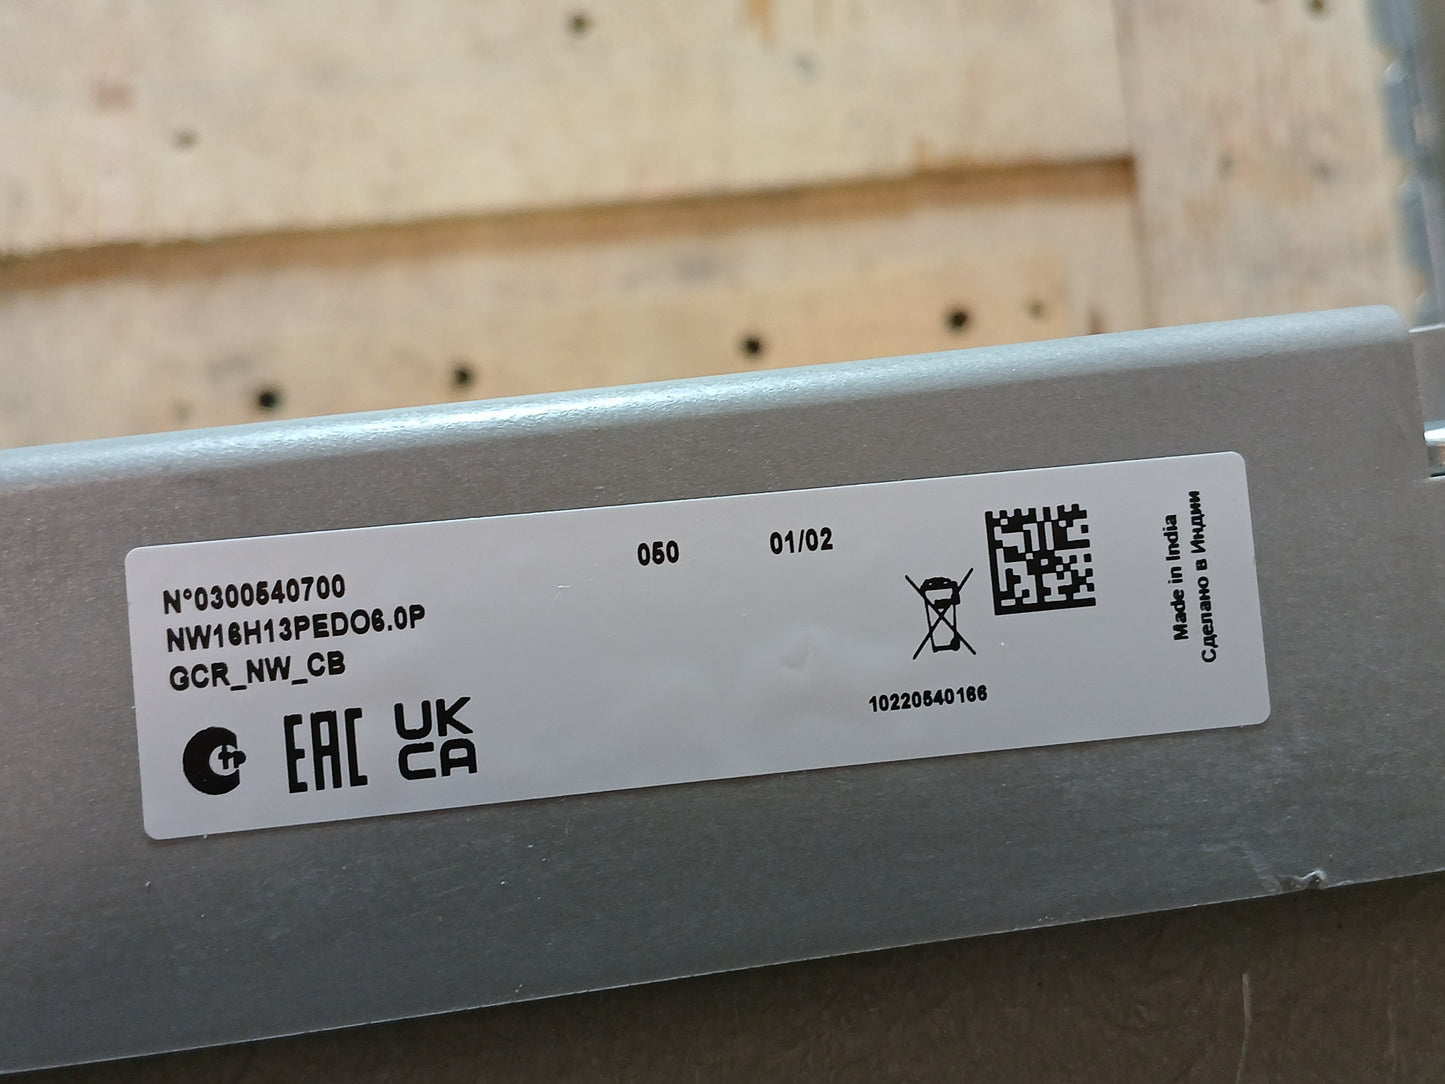 N°0300540700
NW16H13PEDO6.0P
GCR_NW_CB
050
01/02
EAC
UK
CA
10220540166
Made in India
Сделано в Индии